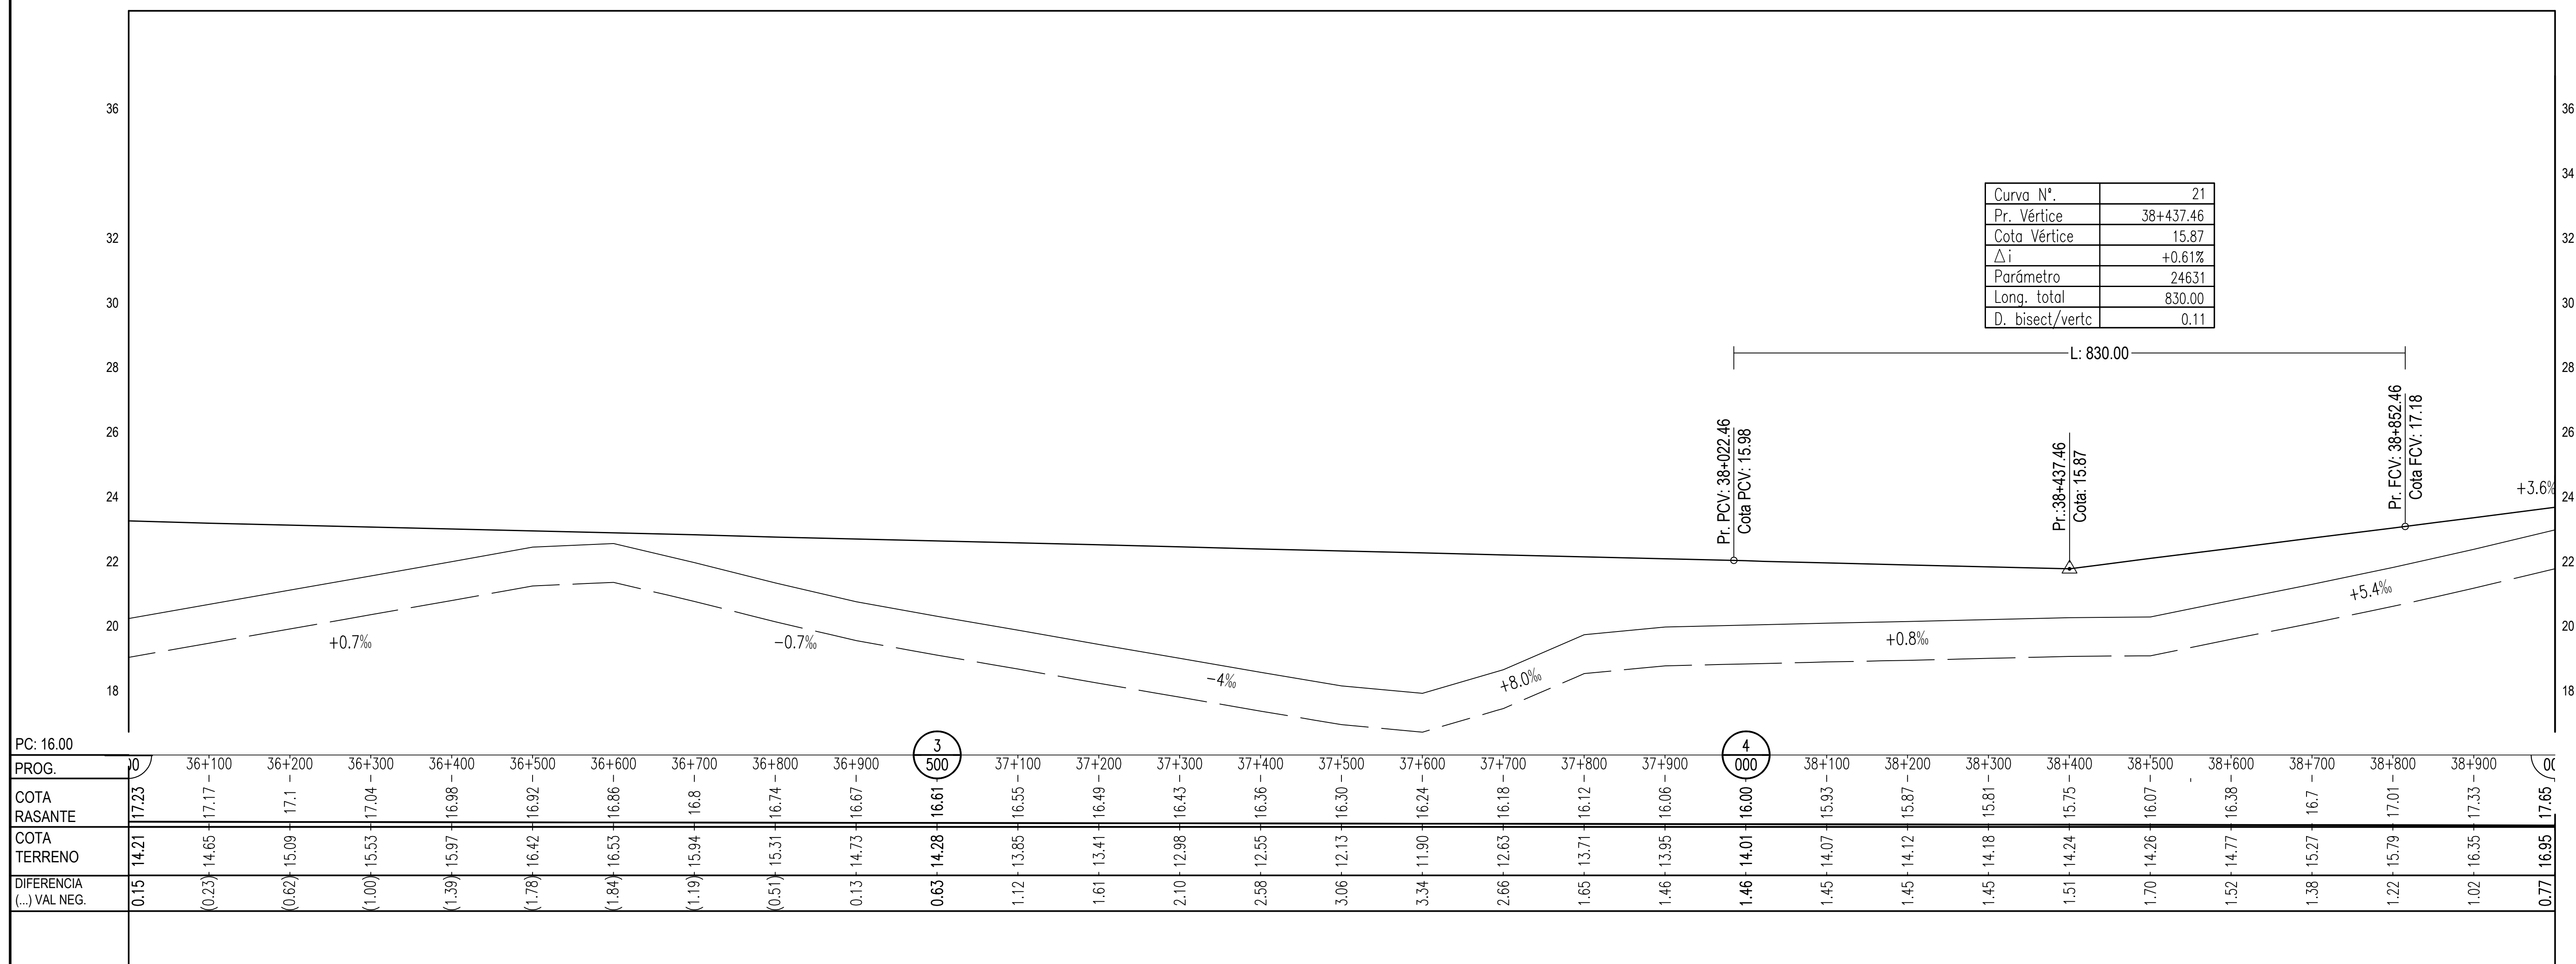 36 36
34
32 32
30 30
28 28
26 26
24 24
22 22
20 20
18 18
Curva N°. 21
Pr. Vértice 38+437.46
Cota Vértice 15.87
△i +0.61%
Parámetro 24631
Long. total 830.00
D. bisect/vertc 0.11
L: 830.00
Pr. PCV: 38+022.46
Cota PCV: 15.98
Pr.:38+437.46
Cota: 15.87
Pr. FCV: 38+852.46
Cota FCV: 17.18
+3.6%
+0.7‰
-0.7‰
-4‰
+8.0‰
+0.8‰
+5.4‰
PC: 16.00
3
4
PROG. 00 36+100 36+200 36+300 36+400 36+500 36+600 36+700 36+800 36+900 500 37+100 37+200 37+300 37+400 37+500 37+600 37+700 37+800 37+900 000 38+100 38+200 38+300 38+400 38+500 38+600 38+700 38+800 38+900 00
COTA
RASANTE
17.23 17.17 17.1 17.04 16.98 16.92 16.86 16.8 16.74 16.67 16.61 16.55 16.49 16.43 16.36 16.30 16.24 16.18 16.12 16.06 16.00 15.93 15.87 15.81 15.75 16.07 16.38 16.7 17.01 17.33 17.65
COTA
TERRENO
14.21 14.65 15.09 15.53 15.97 16.42 16.53 15.94 15.31 14.73 14.28 13.85 13.41 12.98 12.55 12.13 11.90 12.63 13.71 13.95 14.01 14.07 14.12 14.18 14.24 14.26 14.77 15.27 15.79 16.35 16.95
DIFERENCIA
(...) VAL NEG.
0.15 (0.23) (0.62) (1.00) (1.39) (1.78) (1.84) (1.19) (0.51) 0.13 0.63 1.12 1.61 2.10 2.58 3.06 3.34 2.66 1.65 1.46 1.46 1.45 1.45 1.45 1.51 1.70 1.52 1.38 1.22 1.02 0.77